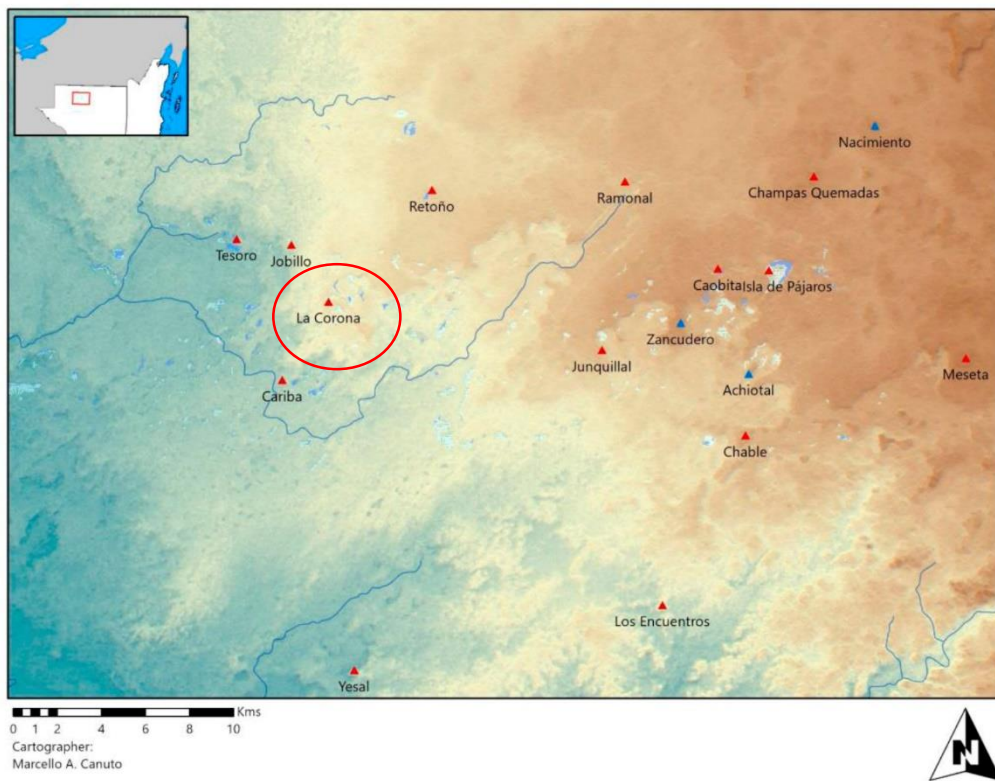 Nacimiento
Champas Quemadas
Ramonal
Retoño
Tesoro
Jobillo
Caobita
Isla de Pájaros
La Corona
Zancudero
Junquillal
Meseta
Achiotal
Cariba
Chable
Los Encuentros
Yesal
Kms
0 1 2 4 6 8 10
Cartographer:
Marcello A. Canuto
N